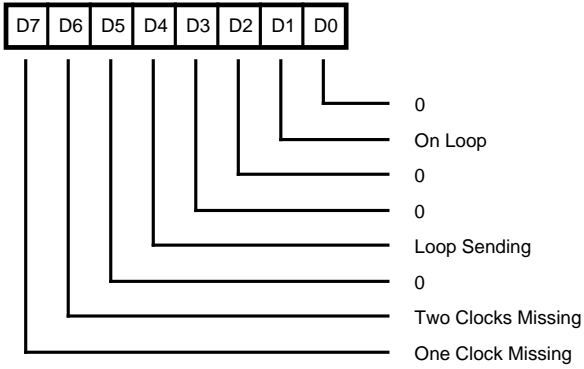 D7 D6 D5 D4 D3 D2 D1 D0
0
On Loop
0
0
Loop Sending
0
Two Clocks Missing
One Clock Missing